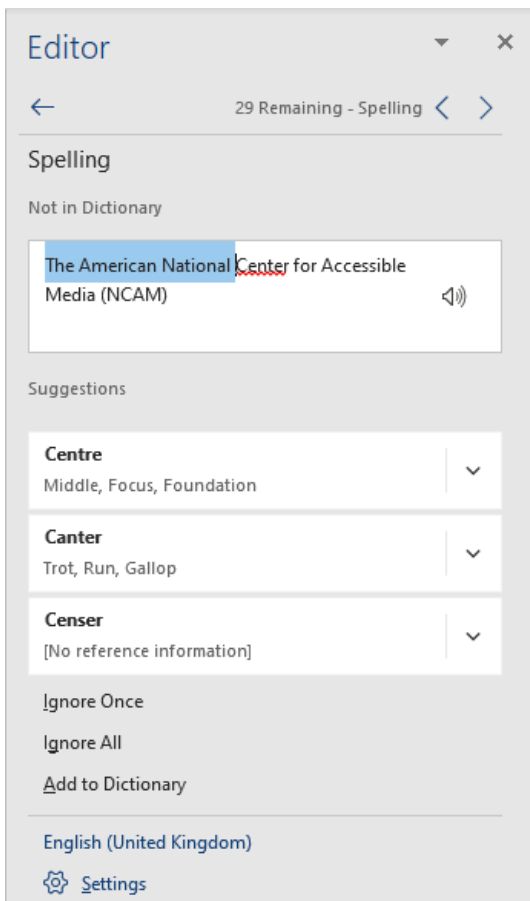 Editor
29 Remaining - Spelling
Spelling
Not in Dictionary
The American National Center for Accessible
Media (NCAM)
Suggestions
Centre
Middle, Focus, Foundation
Canter
Trot, Run, Gallop
Censer
[No reference information]
Ignore Once
Ignore All
Add to Dictionary
English (United Kingdom)
Settings